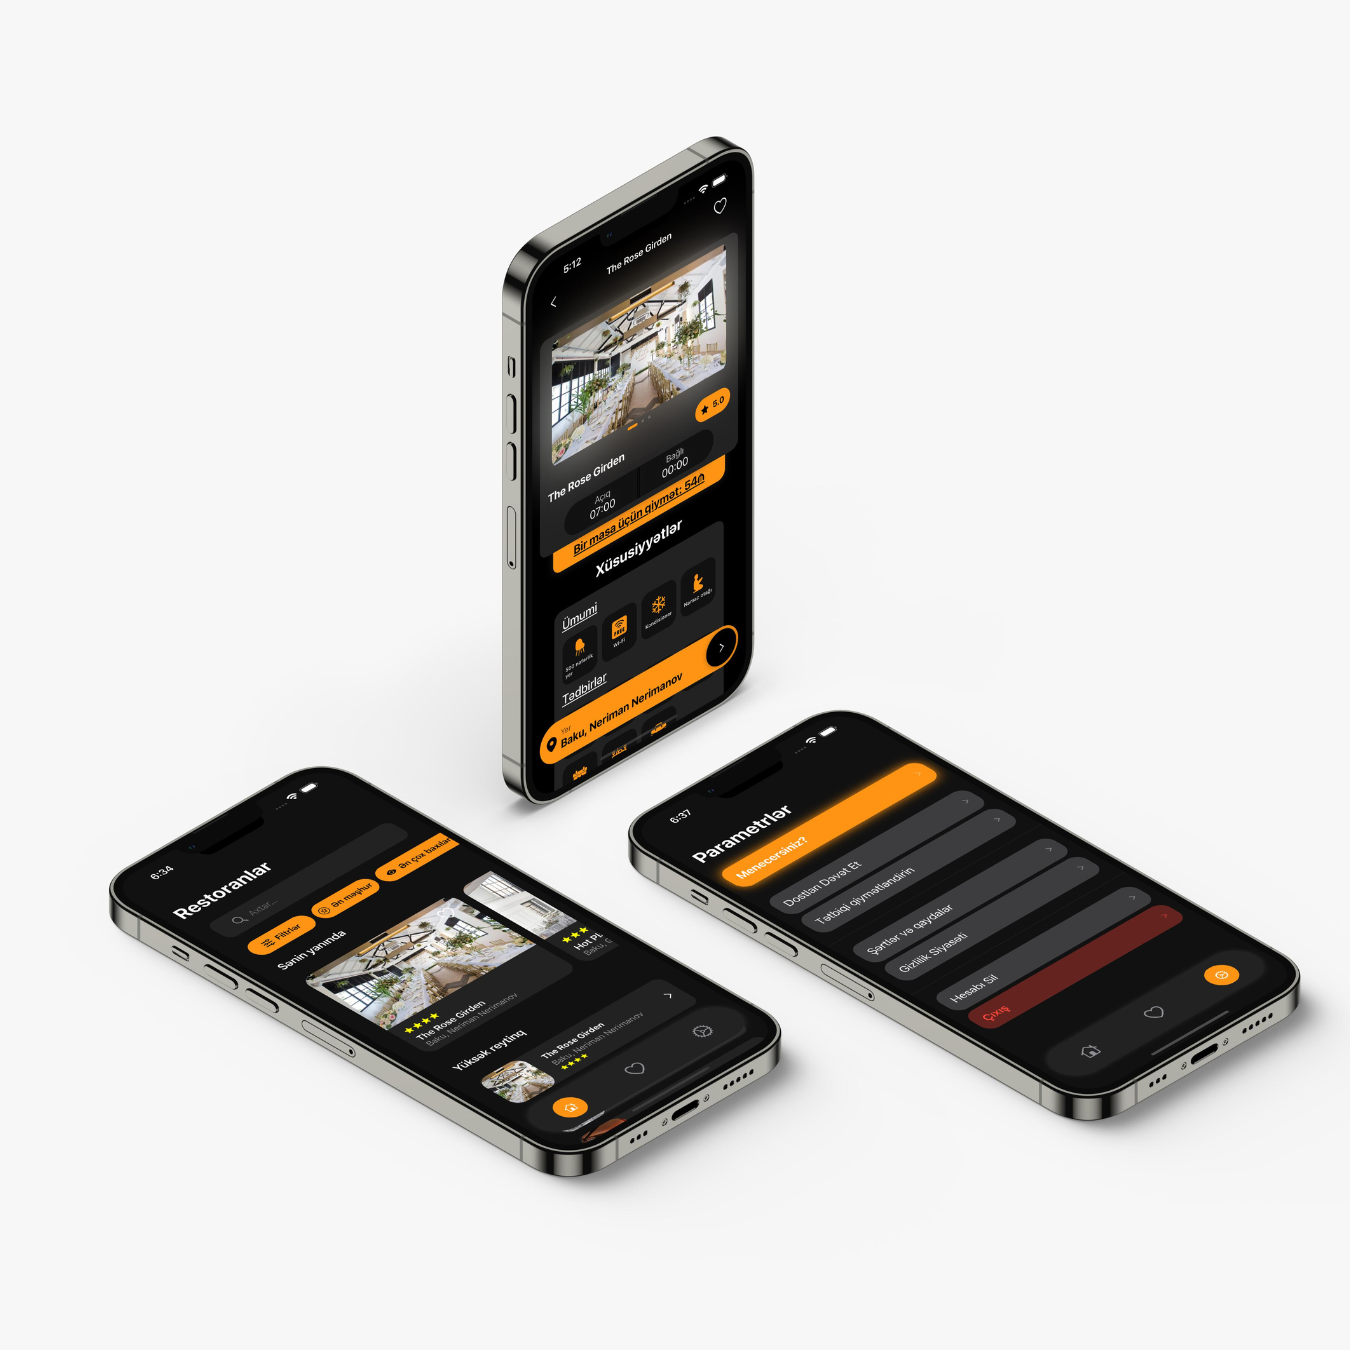 5:12
The Rose Girden
5.0
The Rose Girden
Açıq
07:00
Bağlı
00:00
Bir masa üçün qiymət: 54₼
Xüsusiyyətlər
Ümumi
500 nəfərlik yer
Wi-Fi
Kondisioner
Namaz otağı
Tədbirlər
Yer
Baku, Neriman Nerimanov
6:34
Restoranlar
Axtar...
Filtrlər
Ən məşhur
Ən çox baxılan
Sənin yanında
The Rose Girden
Baku, Neriman Nerimanov
Hot Pi
Baku,
Yüksək reytinq
The Rose Girden
Baku, Neriman Nerimanov
6:37
Parametrlər
Menecersiniz?
Dostları Dəvət Et
Tətbiqi qiymətləndirin
Şərtlər və qaydalar
Gizlilik Siyasəti
Hesabı Sil
Çıxış